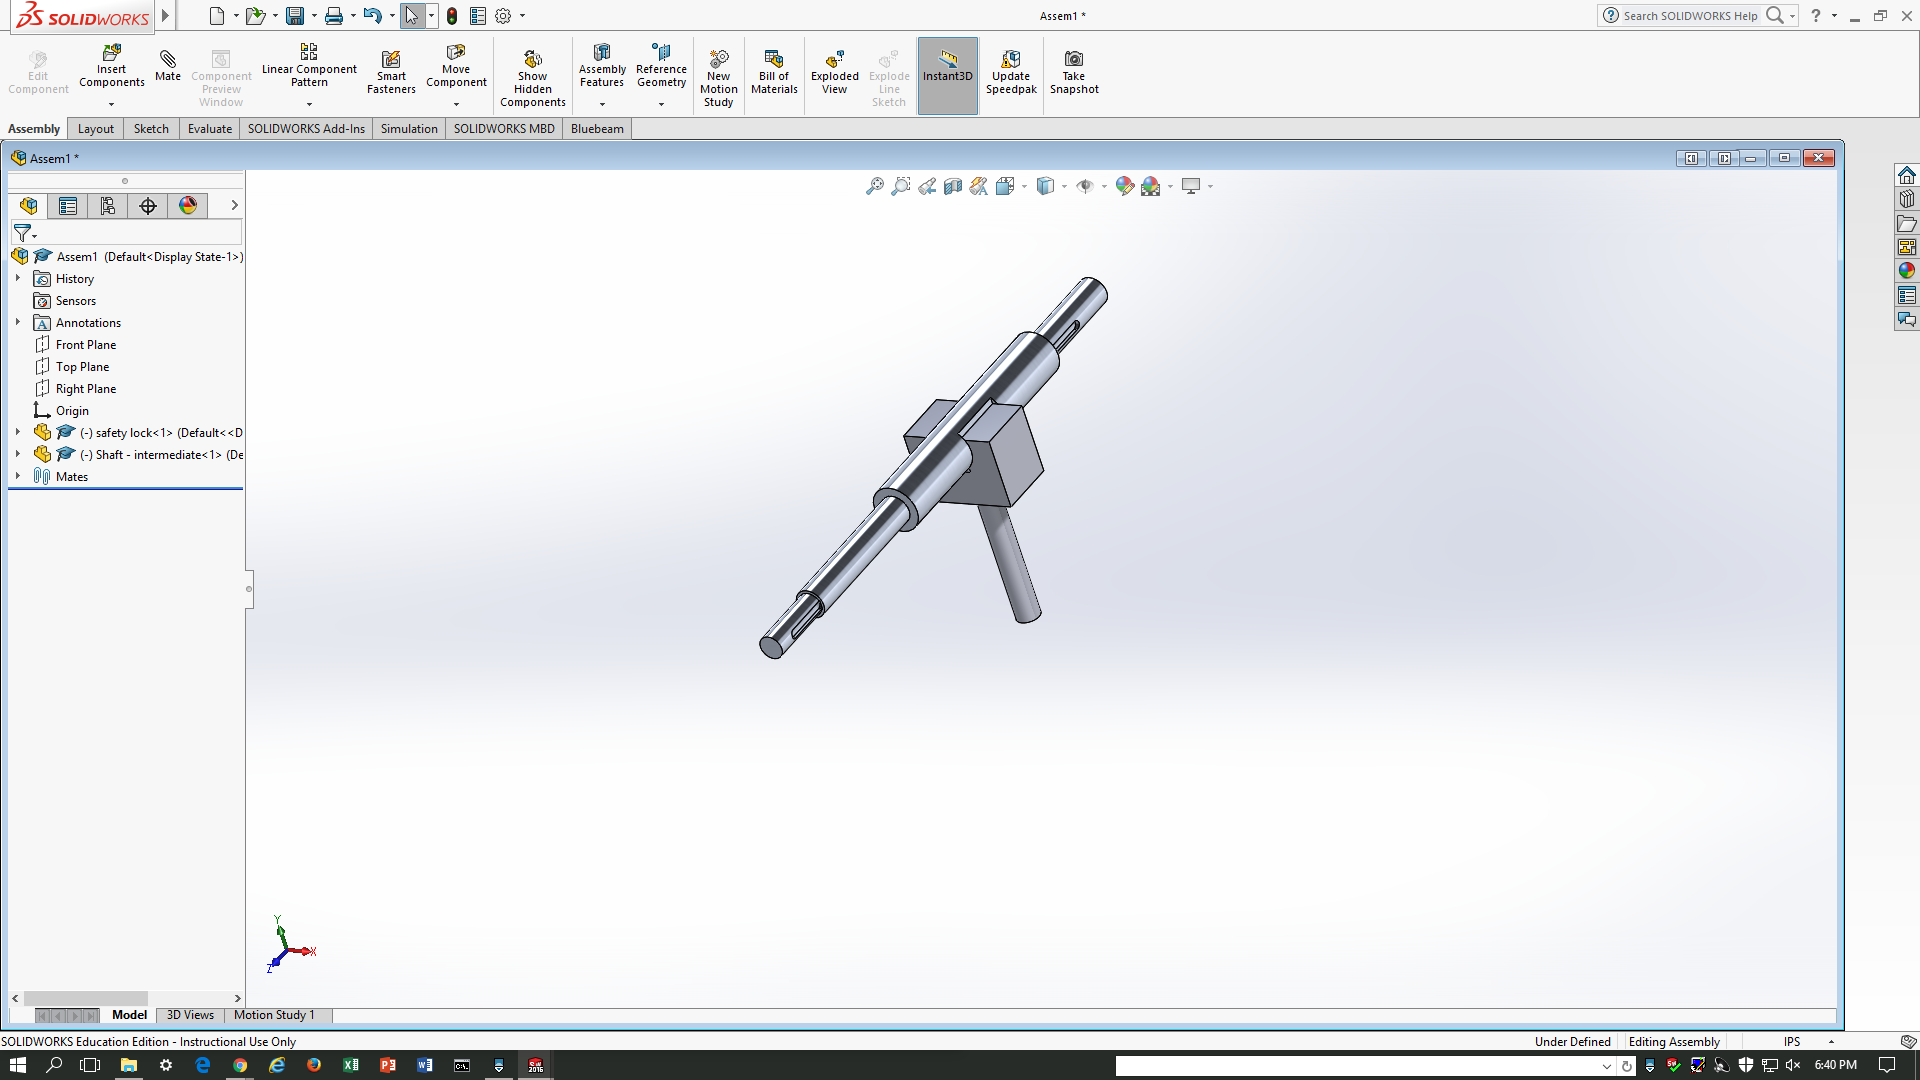 SOLIDWORKS
Assem1 *
Search SOLIDWORKS Help
Edit Component
Insert Components
Mate
Component Preview Window
Linear Component Pattern
Smart Fasteners
Move Component
Show Hidden Components
Assembly Features
Reference Geometry
New Motion Study
Bill of Materials
Exploded View
Explode Line Sketch
Instant3D
Update Speedpak
Take Snapshot
Assembly
Layout
Sketch
Evaluate
SOLIDWORKS Add-Ins
Simulation
SOLIDWORKS MBD
Bluebeam
Assem1 *
Assem1 (Default<Display State-1>)
History
Sensors
Annotations
Front Plane
Top Plane
Right Plane
Origin
(-) safety lock<1> (Default<<D
(-) Shaft - intermediate<1> (De
Mates
Y
X
Z
Model
3D Views
Motion Study 1
SOLIDWORKS Education Edition - Instructional Use Only
Under Defined
Editing Assembly
IPS
6:40 PM